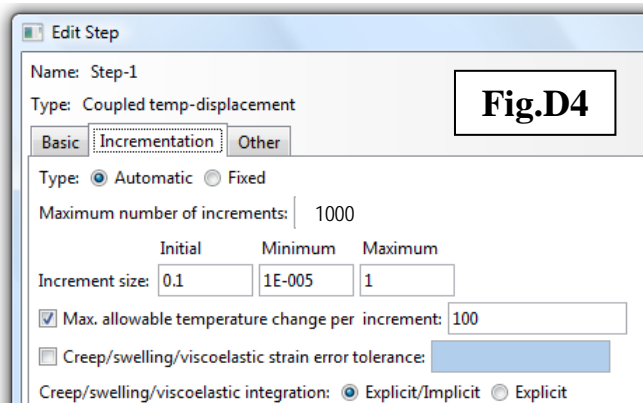 Edit Step
Name: Step-1
Type: Coupled temp-displacement
Fig.D4
Basic Incrementation Other
Type: Automatic Fixed
Maximum number of increments: 1000
Initial Minimum Maximum
Increment size: 0.1 1E-005 1
Max. allowable temperature change per increment: 100
Creep/swelling/viscoelastic strain error tolerance:
Creep/swelling/viscoelastic integration: Explicit/Implicit Explicit